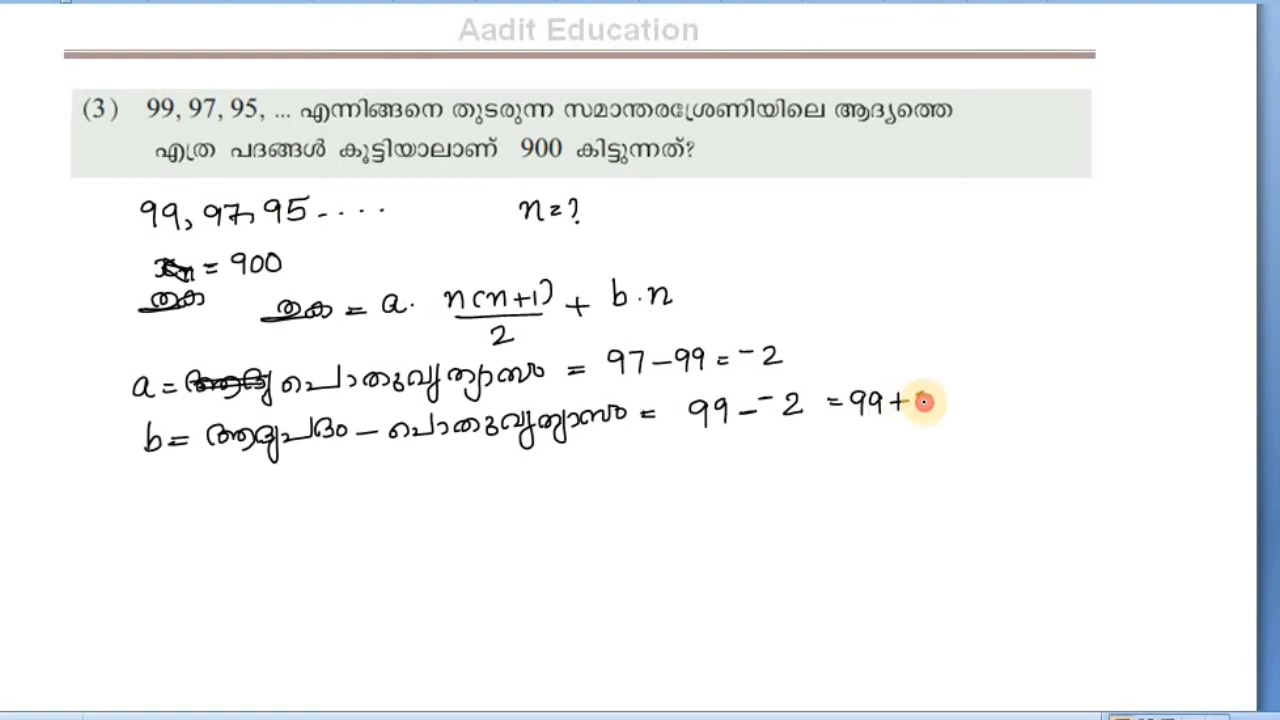 Aadit Education
(3) 99, 97, 95, ... എന്നിങ്ങനെ തുടരുന്ന സമാന്തരശ്രേണിയിലെ ആദ്യത്തെ
എത്ര പദങ്ങൾ കൂട്ടിയാലാണ് 900 കിട്ടുന്നത്?
99, 97, 95 - . . . . n = ?
= 900
തുക തുക = a. n(n+1)/2 + b.n
a = പൊതുവ്യത്യാസം = 97 - 99 = -2
b = ആദ്യപദം - പൊതുവ്യത്യാസം = 99 - -2 = 99 +